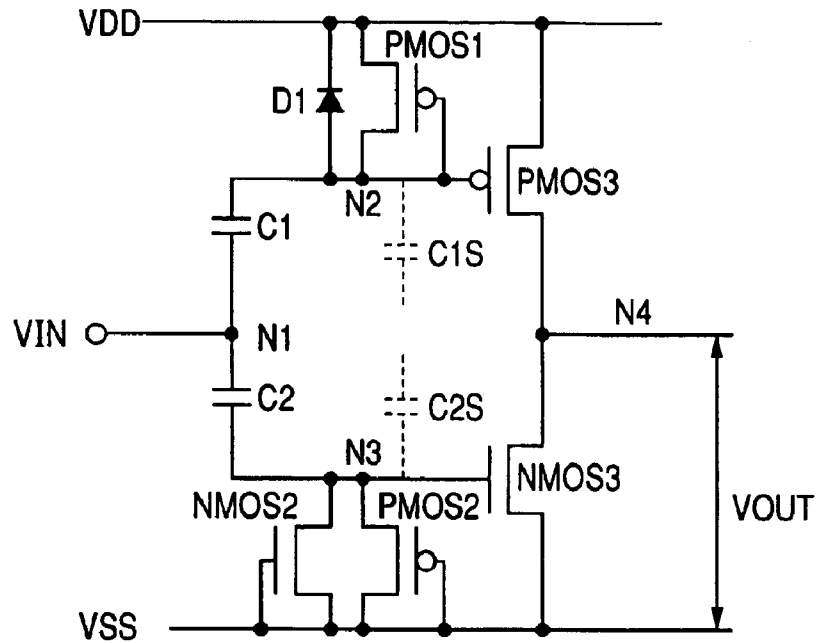 VDD
PMOS1
D1
PMOS3
N2
C1
C1S
N4
VIN
N1
C2
C2S
N3
NMOS2
PMOS2
NMOS3
VOUT
VSS